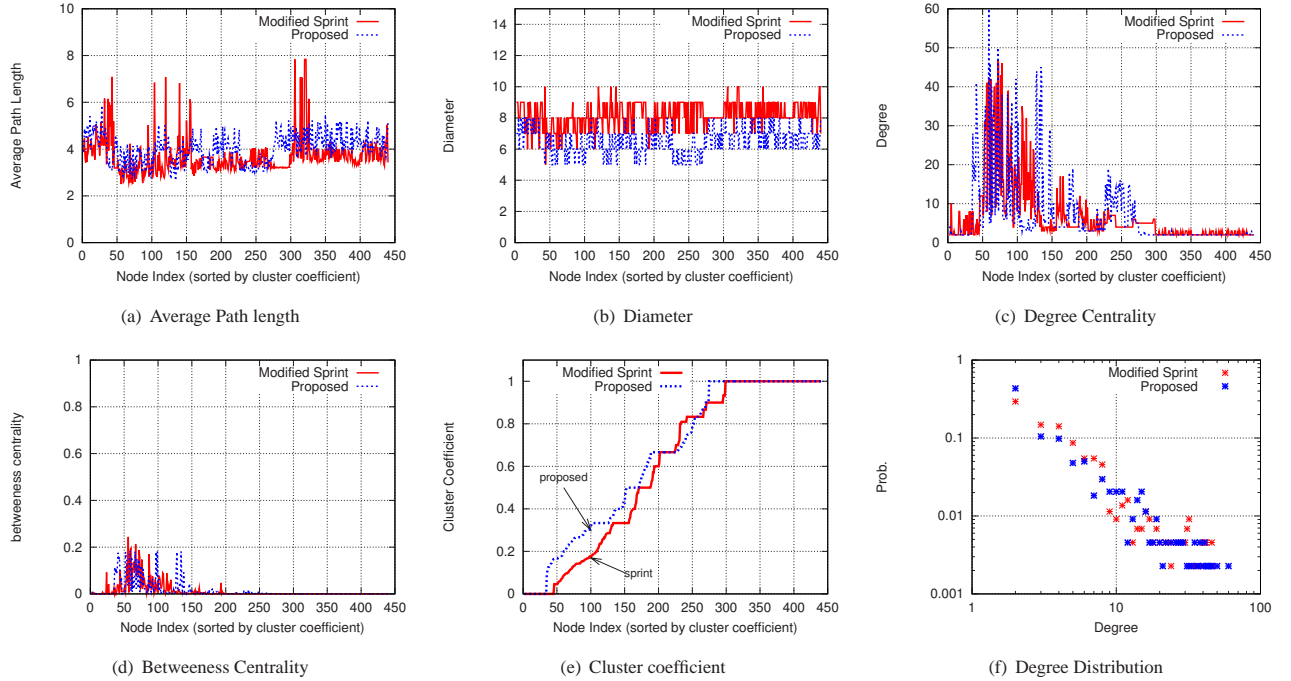 14
12
10
8
6
4
2
0
Average Path Length
Modified Sprint
Proposed
0 50 100 150 200 250 300 350 400 450
Node Index (sorted by cluster coefficient)
(a) Average Path length
14
12
10
8
6
4
2
0
Diameter
Modified Sprint
Proposed
0 50 100 150 200 250 300 350 400 450
Node Index (sorted by cluster coefficient)
(b) Diameter
60
50
40
30
20
10
0
Degree
Modified Sprint
Proposed
0 50 100 150 200 250 300 350 400 450
Node Index (sorted by cluster coefficient)
(c) Degree Centrality
1
0.8
0.6
0.4
0.2
0
betweenness centrality
Modified Sprint
Proposed
0 50 100 150 200 250 300 350 400 450
Node Index (sorted by cluster coefficient)
(d) Betweeness Centrality
1
0.8
0.6
0.4
0.2
0
Cluster Coefficient
Modified Sprint
Proposed
proposed
sprint
0 50 100 150 200 250 300 350 400 450
Node Index (sorted by cluster coefficient)
(e) Cluster coefficient
1
0.1
0.01
0.001
Prob.
Modified Sprint
Proposed
1 10 100
Degree
(f) Degree Distribution